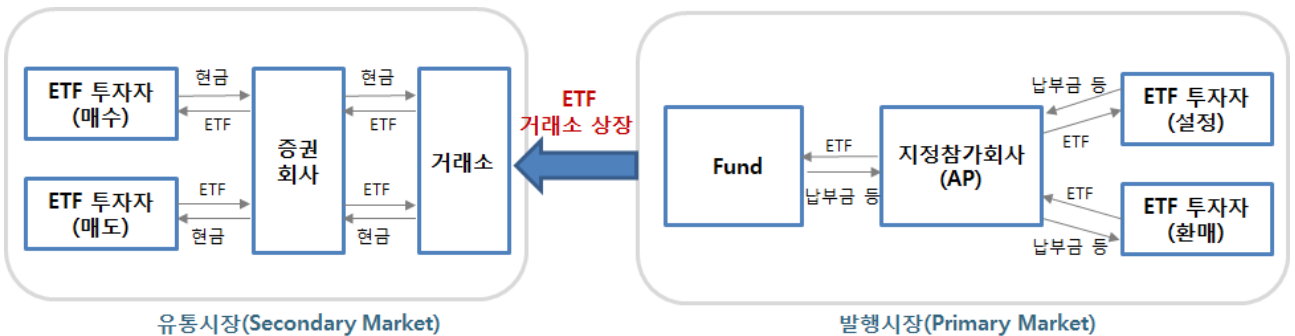 ETF 투자자
(매수)
현금
ETF
ETF 투자자
(매도)
ETF
현금
증권
회사
현금
ETF
ETF
현금
거래소
ETF
거래소 상장
Fund
ETF
납부금 등
지정참가회사
(AP)
납부금 등
ETF
ETF 투자자
(설정)
ETF
납부금 등
ETF 투자자
(환매)
유통시장(Secondary Market)
발행시장(Primary Market)